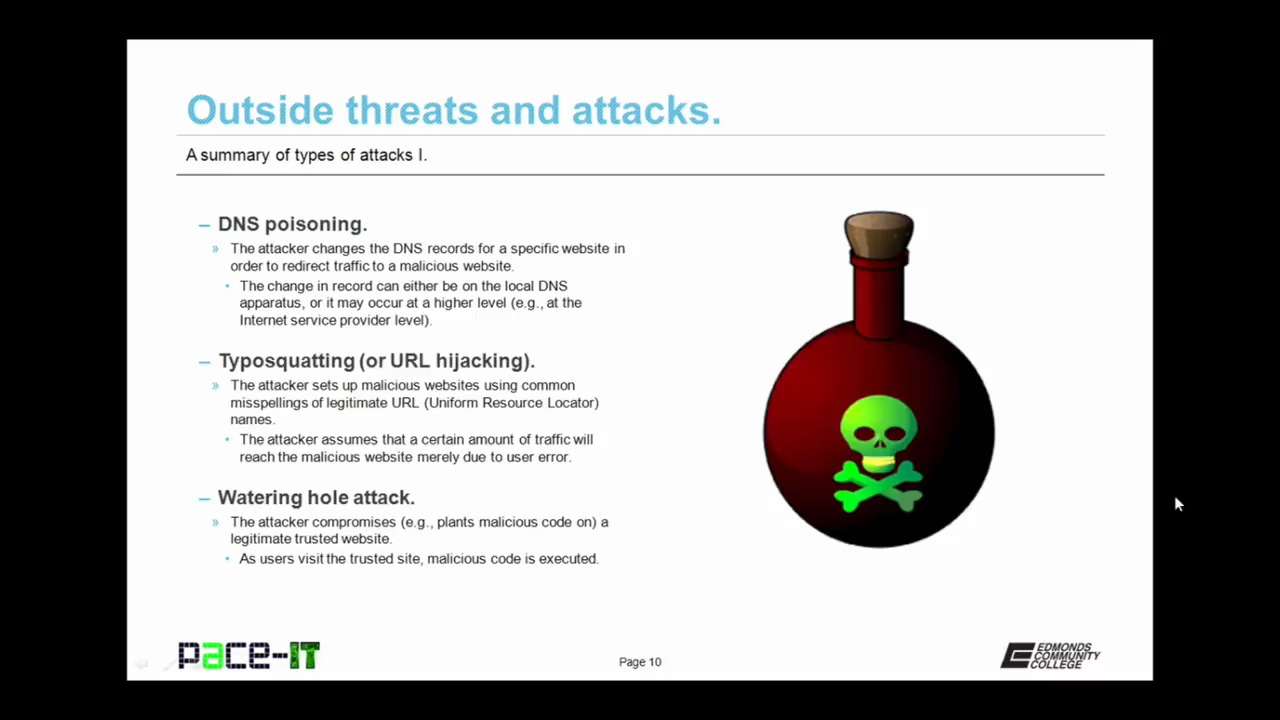 Outside threats and attacks.
A summary of types of attacks I.
– DNS poisoning.
» The attacker changes the DNS records for a specific website in
order to redirect traffic to a malicious website.
• The change in record can either be on the local DNS
apparatus, or it may occur at a higher level (e.g., at the
Internet service provider level).
– Typosquatting (or URL hijacking).
» The attacker sets up malicious websites using common
misspellings of legitimate URL (Uniform Resource Locator)
names.
• The attacker assumes that a certain amount of traffic will
reach the malicious website merely due to user error.
– Watering hole attack.
» The attacker compromises (e.g., plants malicious code on) a
legitimate trusted website.
• As users visit the trusted site, malicious code is executed.
pace-IT
Page 10
EDMONDS
COMMUNITY
COLLEGE